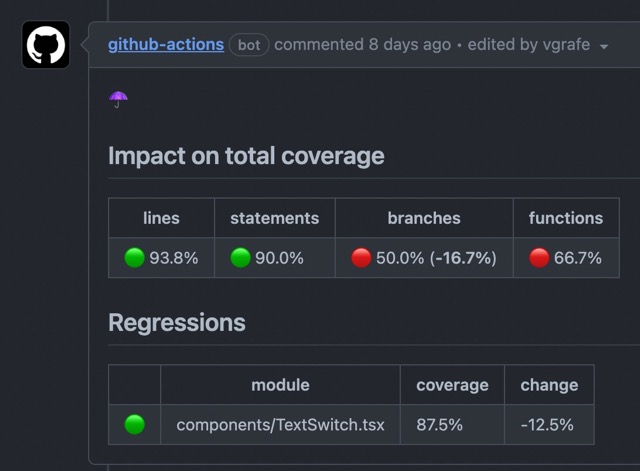 github-actions bot commented 8 days ago • edited by vgrafe
Impact on total coverage
lines statements branches functions
93.8% 90.0% 50.0% (-16.7%) 66.7%
Regressions
module coverage change
components/TextSwitch.tsx 87.5% -12.5%